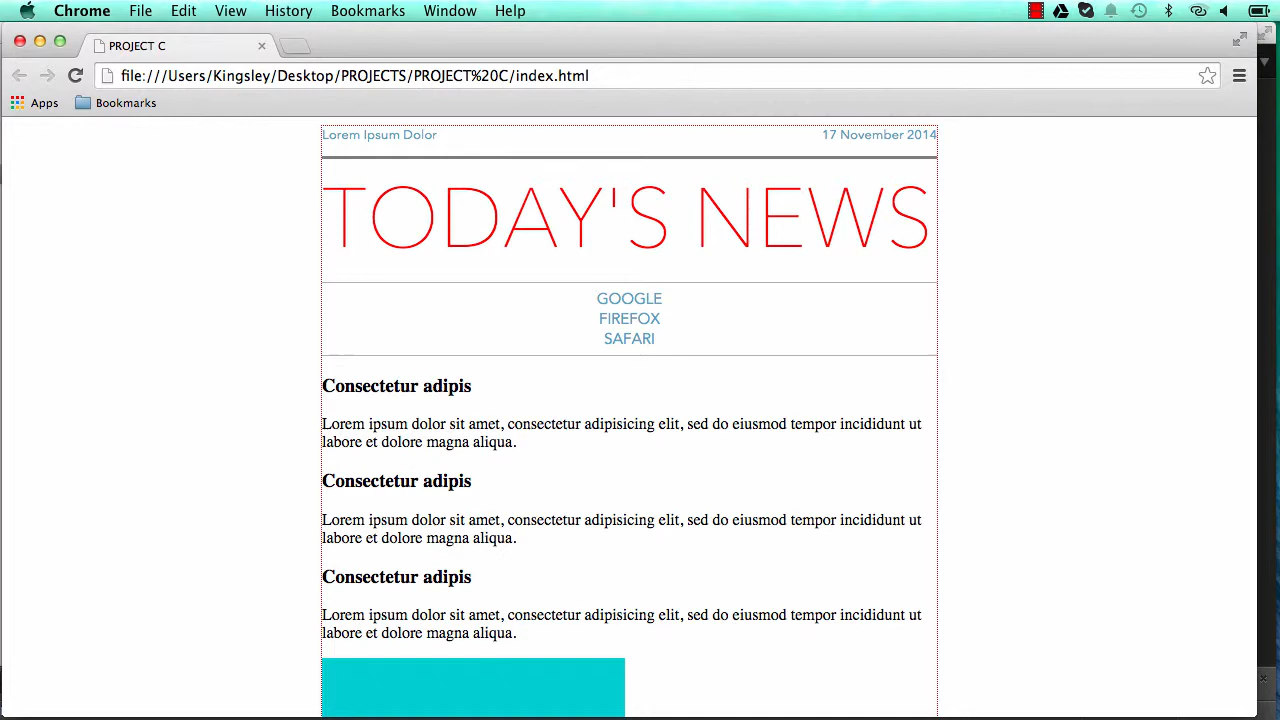 Chrome File Edit View History Bookmarks Window Help
PROJECT C
file:///Users/Kingsley/Desktop/PROJECTS/PROJECT%20C/index.html
Apps Bookmarks
Lorem Ipsum Dolor 17 November 2014
TODAY'S NEWS
GOOGLE
FIREFOX
SAFARI
Consectetur adipis
Lorem ipsum dolor sit amet, consectetur adipisicing elit, sed do eiusmod tempor incididunt ut
labore et dolore magna aliqua.
Consectetur adipis
Lorem ipsum dolor sit amet, consectetur adipisicing elit, sed do eiusmod tempor incididunt ut
labore et dolore magna aliqua.
Consectetur adipis
Lorem ipsum dolor sit amet, consectetur adipisicing elit, sed do eiusmod tempor incididunt ut
labore et dolore magna aliqua.